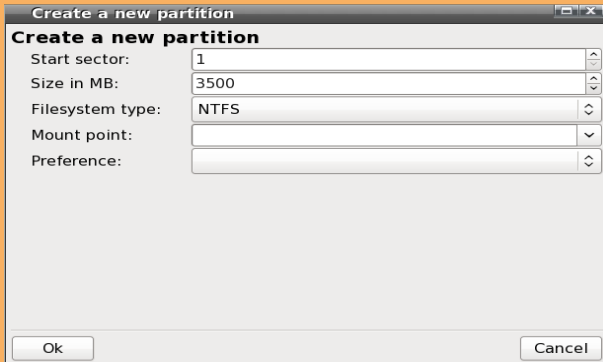 Create a new partition
Create a new partition
Start sector: 1
Size in MB: 3500
Filesystem type: NTFS
Mount point:
Preference:
Ok Cancel